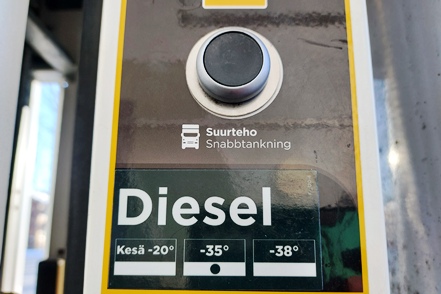 Suurteho
Snabbtankning
Diesel
Kesä -20° -35° -38°